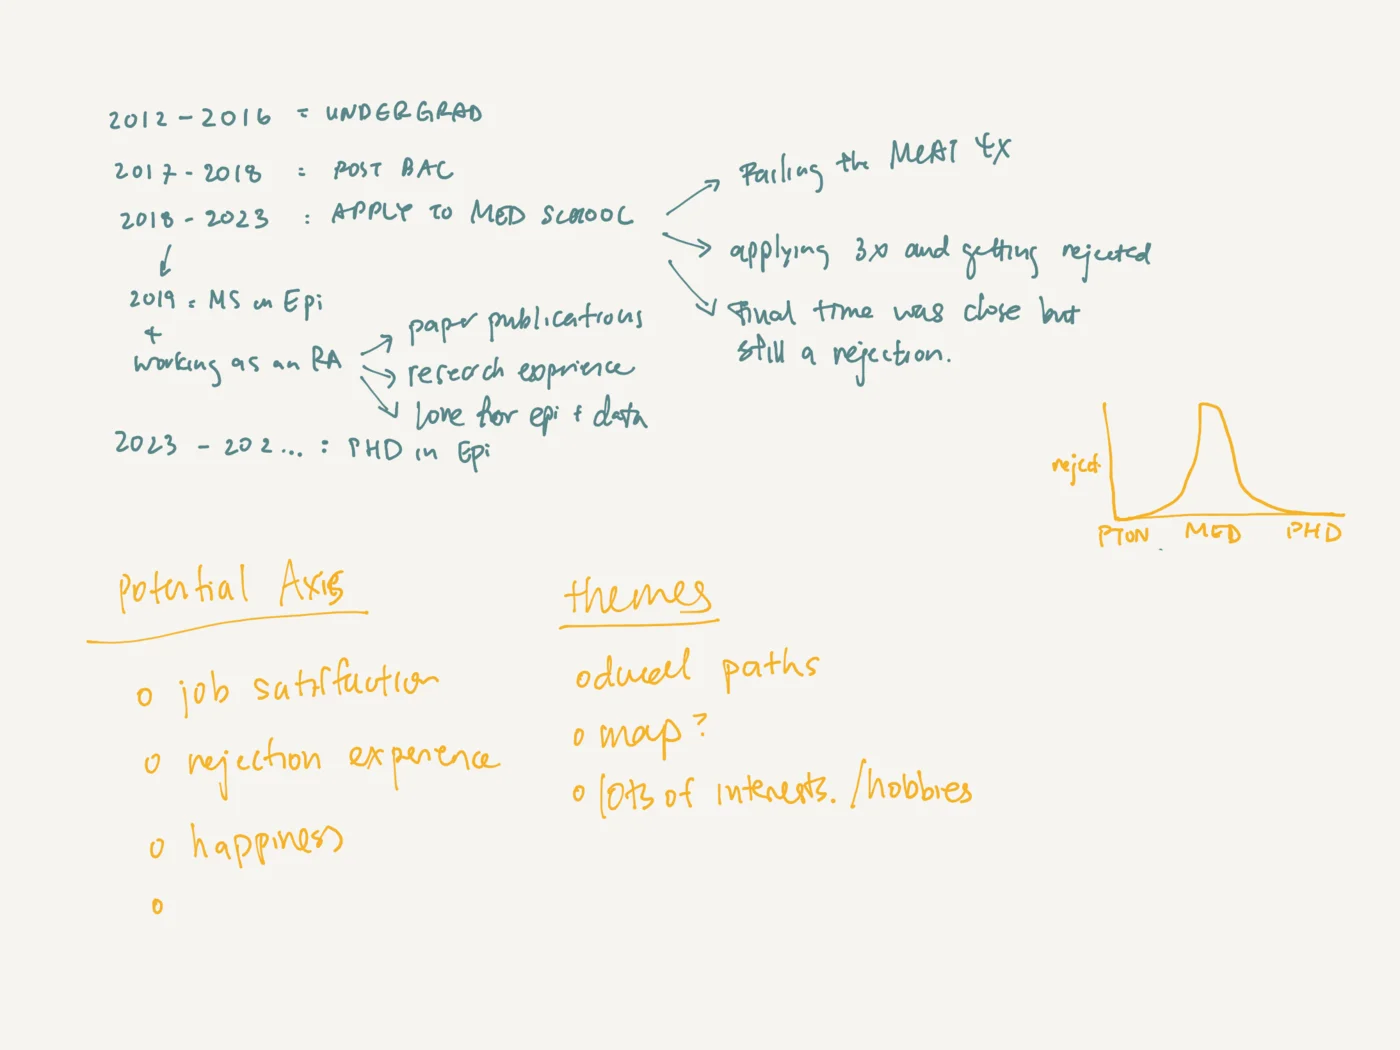 2012 - 2016 = UNDERGRAD
2017 - 2018 : POST BAC
2018 - 2023 : APPLY TO MED SCHOOL
Failing the MCAT 4x
applying 3x and getting rejected
Final time was close but
still a rejection.
2019 = MS in Epi
+
working as an RA
paper publications
research exprience
love for epi + data
2023 - 202... : PHD in Epi
reject.
PTON MED PHD
Potential Axis
o job satisfaction
o rejection experience
o happiness
o
themes
o paths
o map?
o lots of interests. /hobbies